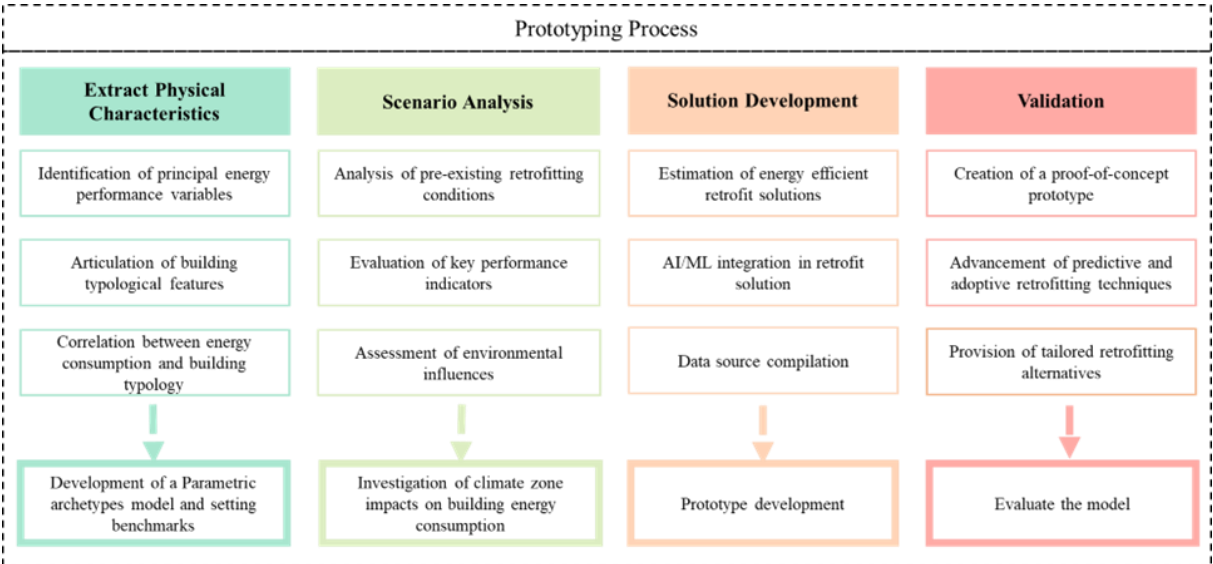 Prototyping Process
Extract Physical
Characteristics
Identification of principal energy
performance variables
Articulation of building
typological features
Correlation between energy
consumption and building
typology
Development of a Parametric
archetypes model and setting
benchmarks
Scenario Analysis
Analysis of pre-existing retrofitting
conditions
Evaluation of key performance
indicators
Assessment of environmental
influences
Investigation of climate zone
impacts on building energy
consumption
Solution Development
Estimation of energy efficient
retrofit solutions
AI/ML integration in retrofit
solution
Data source compilation
Prototype development
Validation
Creation of a proof-of-concept
prototype
Advancement of predictive and
adoptive retrofitting techniques
Provision of tailored retrofitting
alternatives
Evaluate the model